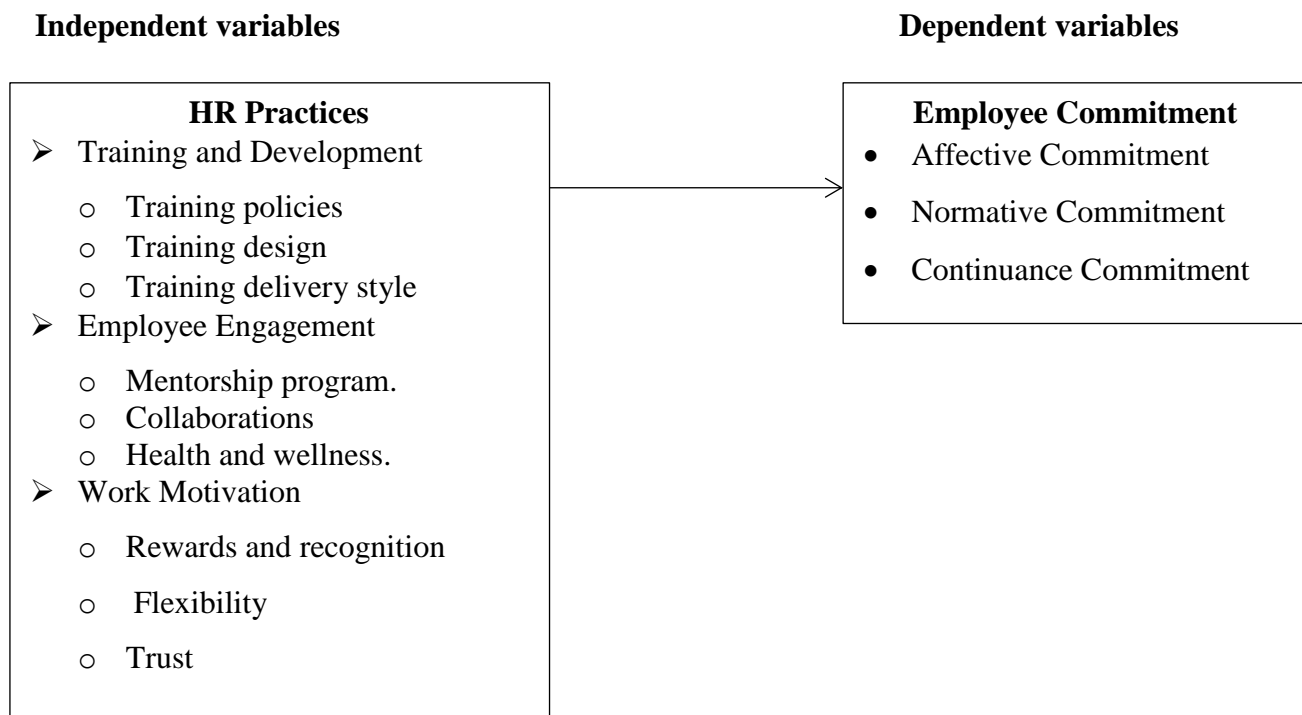 Independent variables
Dependent variables
HR Practices
➢ Training and Development
o Training policies
o Training design
o Training delivery style
➢ Employee Engagement
o Mentorship program.
o Collaborations
o Health and wellness.
➢ Work Motivation
o Rewards and recognition
o Flexibility
o Trust
Employee Commitment
• Affective Commitment
• Normative Commitment
• Continuance Commitment